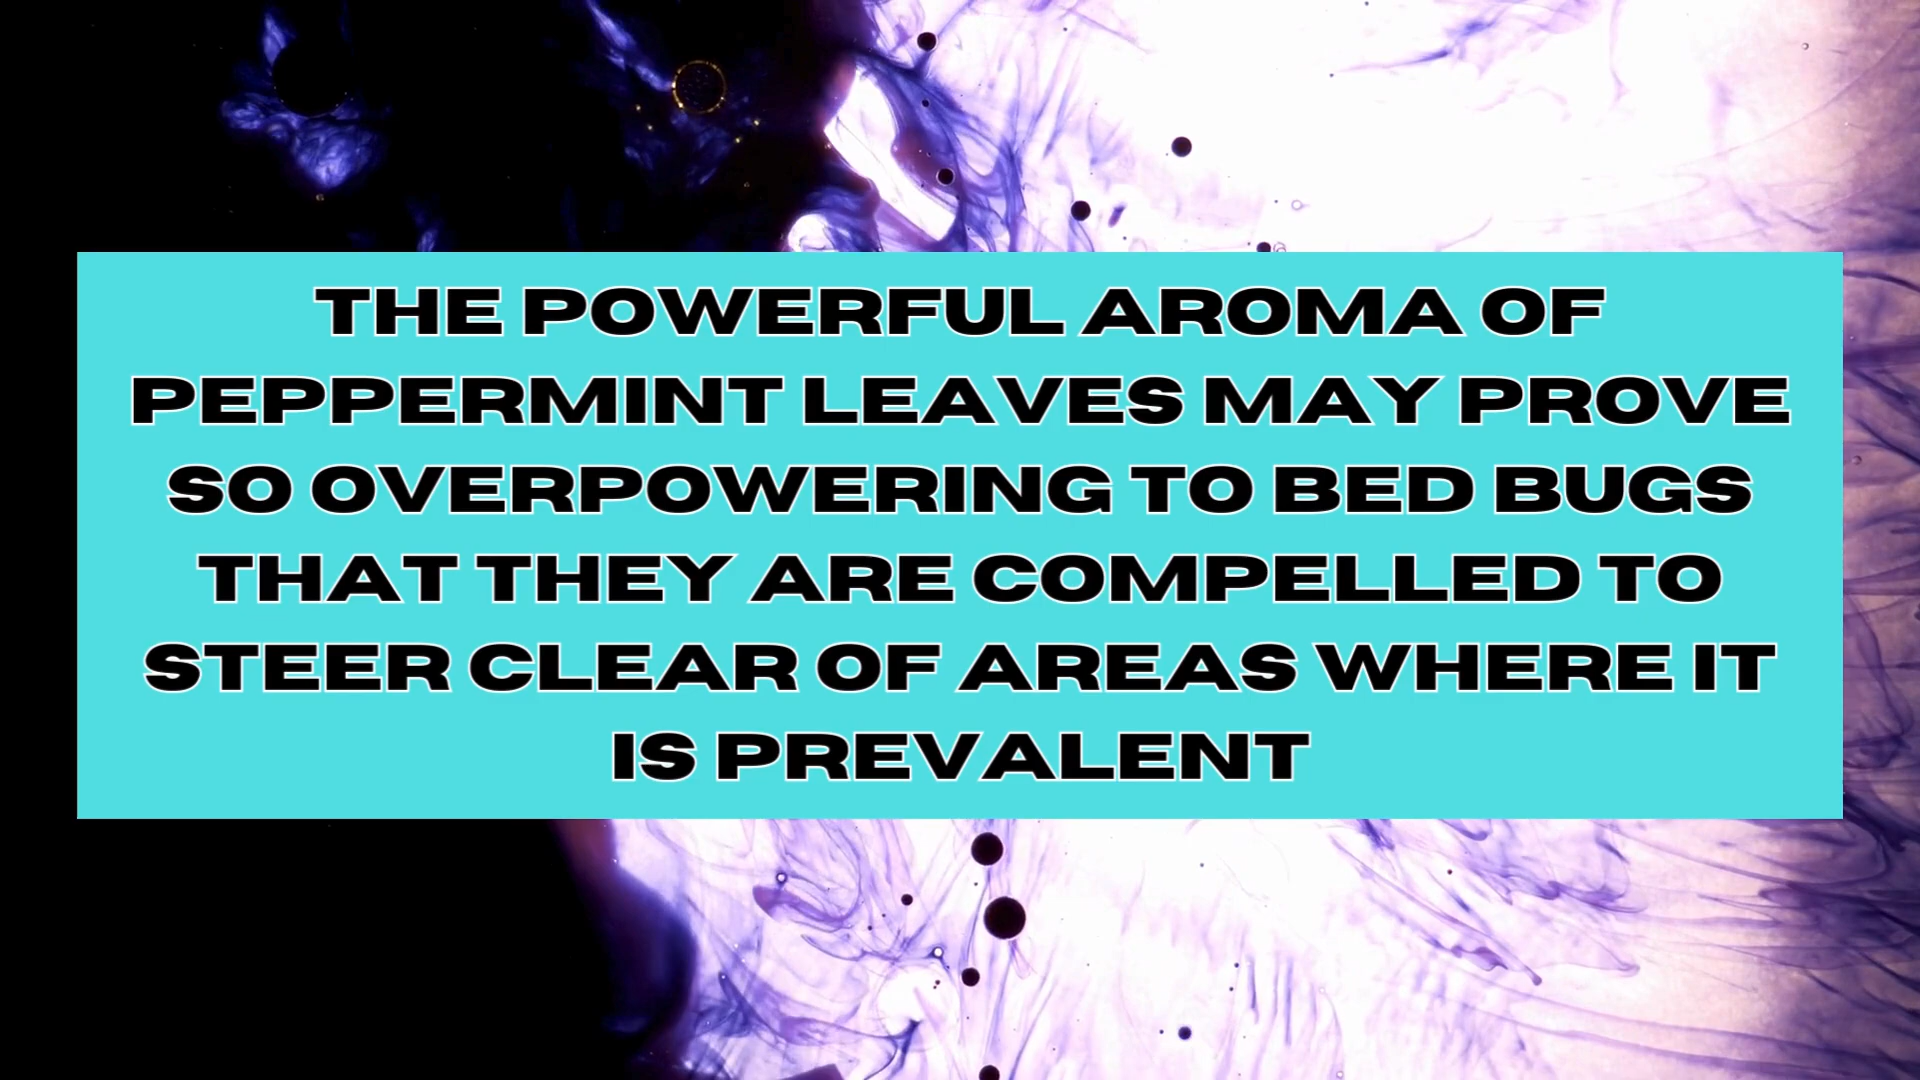 THE POWERFUL AROMA OF
PEPPERMINT LEAVES MAY PROVE
SO OVERPOWERING TO BED BUGS
THAT THEY ARE COMPELLED TO
STEER CLEAR OF AREAS WHERE IT
IS PREVALENT